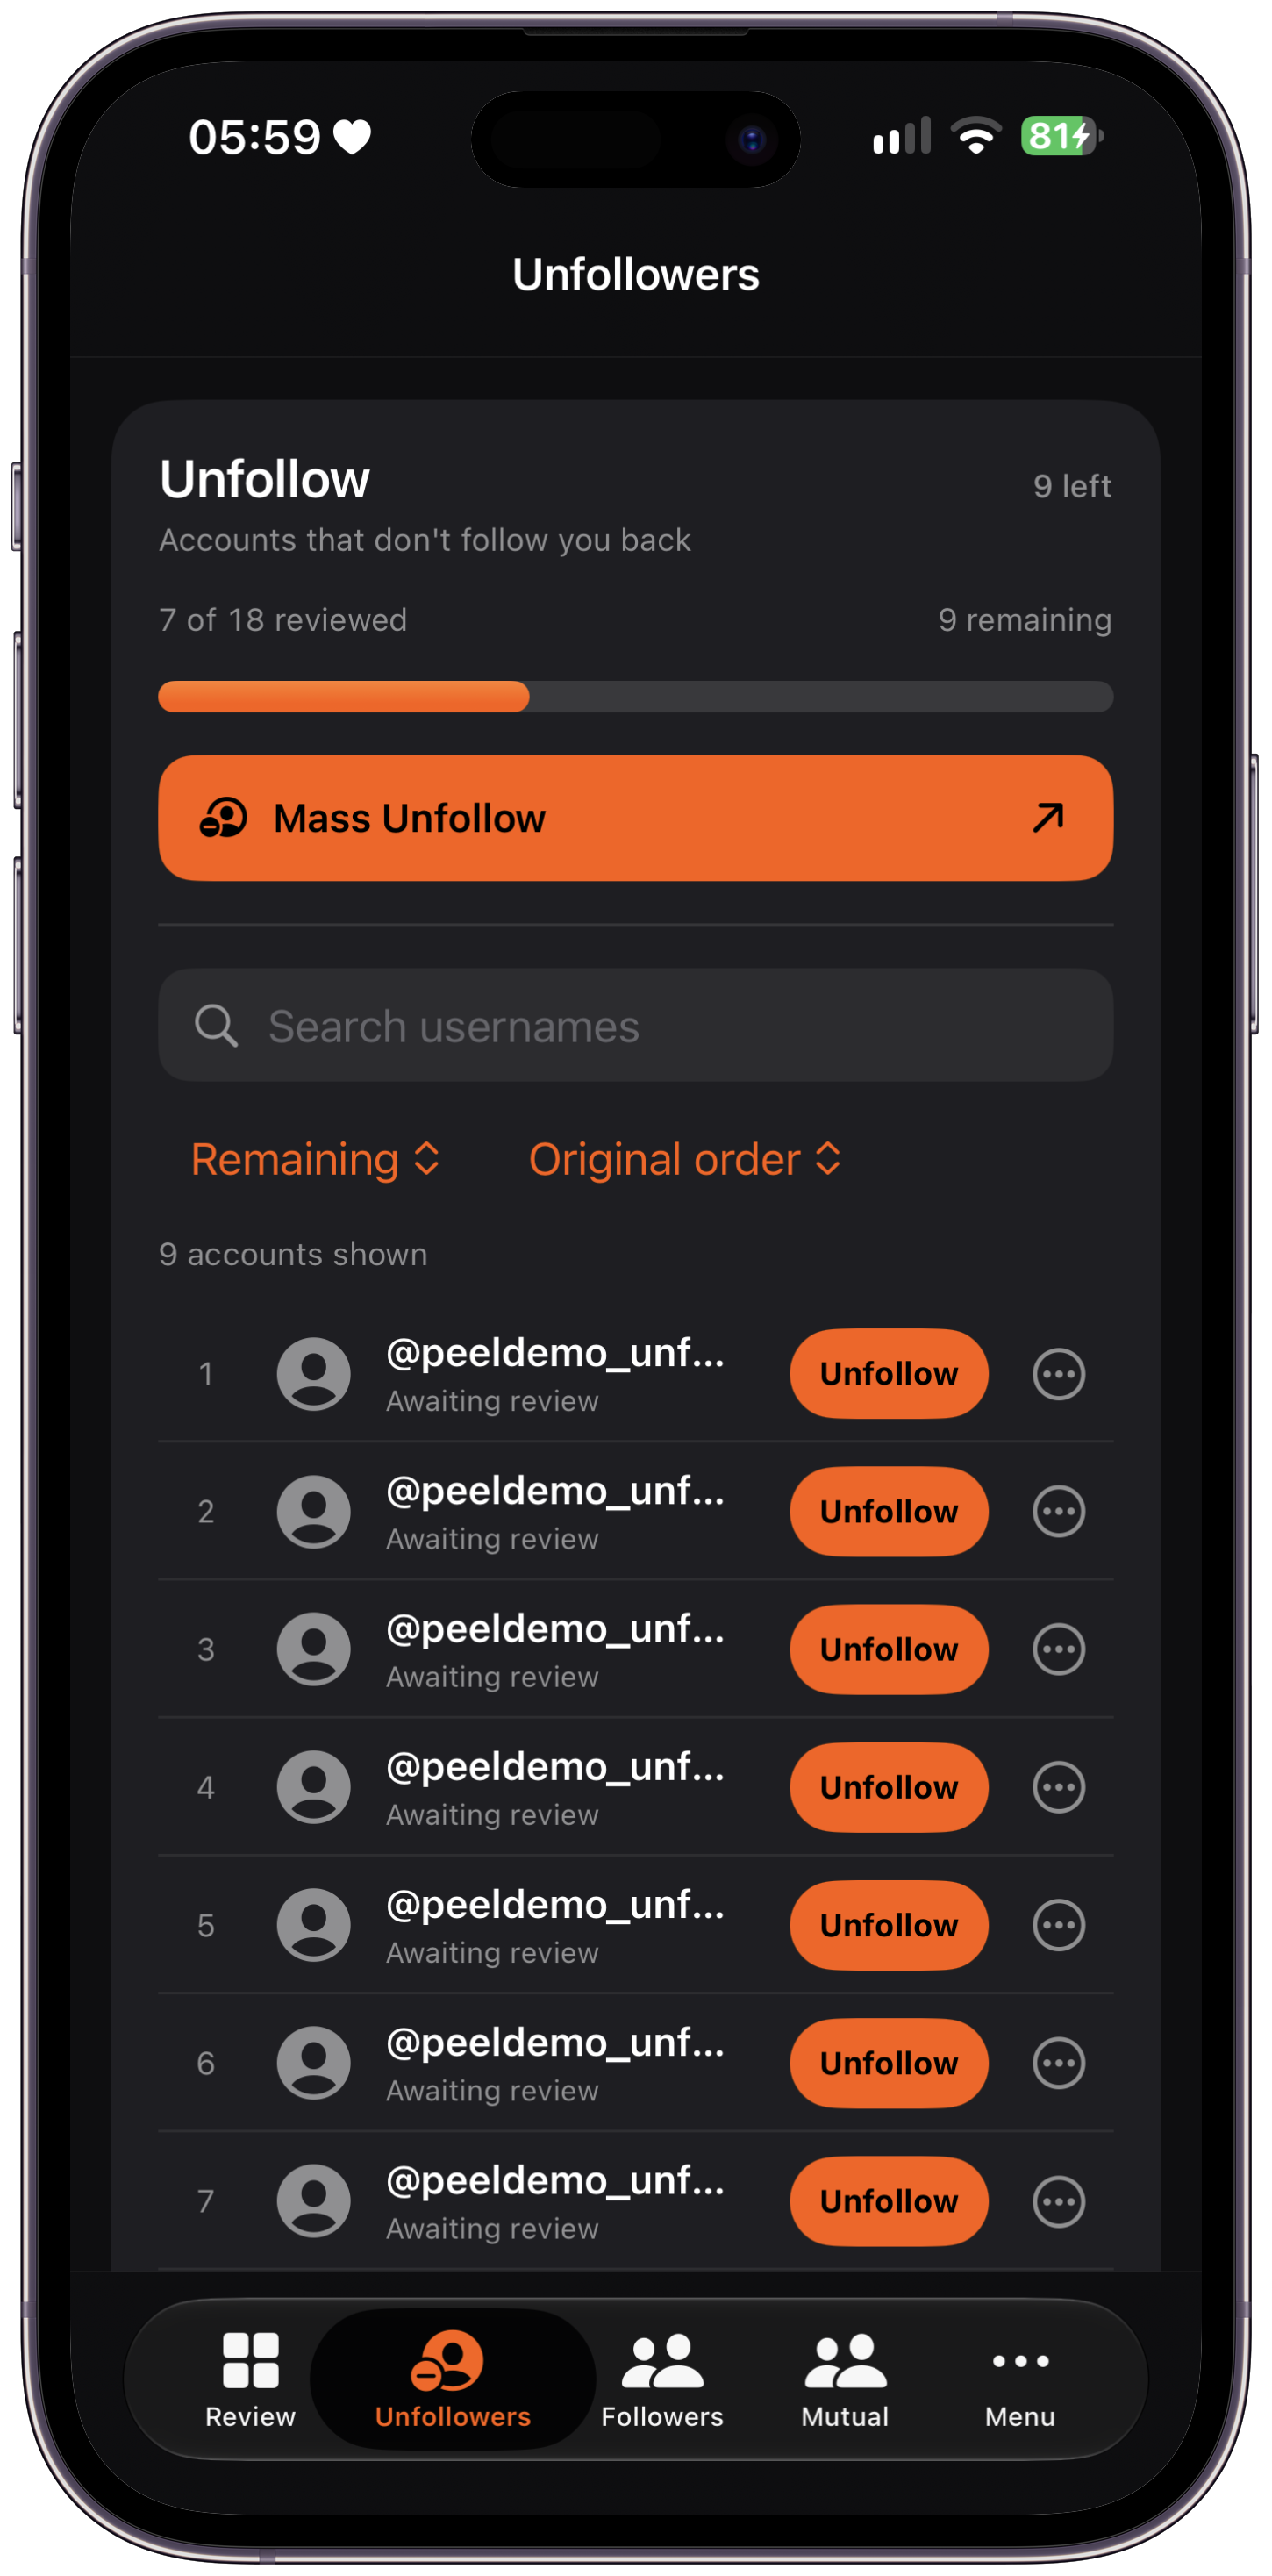 05:59
81
Unfollowers
Unfollow
9 left
Accounts that don't follow you back
7 of 18 reviewed
9 remaining
Mass Unfollow
Search usernames
Remaining
Original order
9 accounts shown
1
@peeldemo_unf...
Awaiting review
Unfollow
2
@peeldemo_unf...
Awaiting review
Unfollow
3
@peeldemo_unf...
Awaiting review
Unfollow
4
@peeldemo_unf...
Awaiting review
Unfollow
5
@peeldemo_unf...
Awaiting review
Unfollow
6
@peeldemo_unf...
Awaiting review
Unfollow
7
@peeldemo_unf...
Awaiting review
Unfollow
Review
Unfollowers
Followers
Mutual
Menu